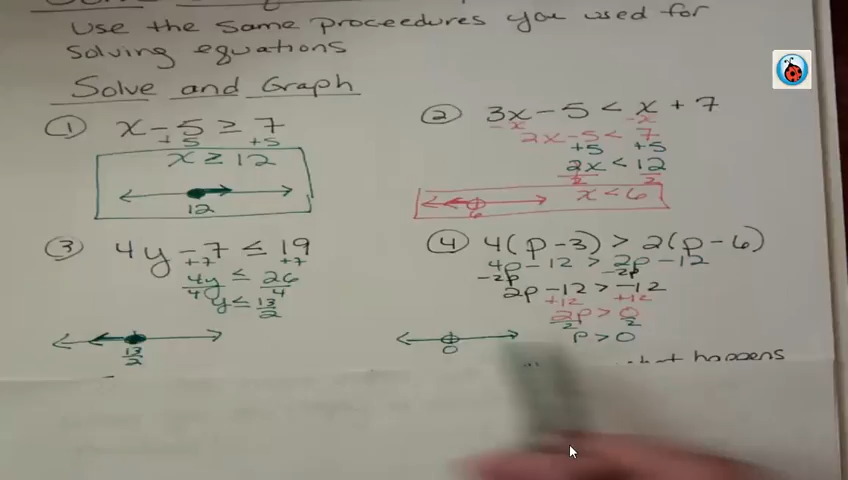 Use the same proceedures you used for
solving equations
Solve and Graph
① x - 5 ≥ 7
+5 +5
x ≥ 12
12
② 3x - 5 < x + 7
-x -x
2x - 5 < 7
+5 +5
2x < 12
2 2
x < 6
6
③ 4y - 7 ≤ 19
+7 +7
4y ≤ 26
4 4
y ≤ 13/2
13/2
④ 4(p - 3) > 2(p - 6)
4p - 12 > 2p - 12
-2p -2p
2p - 12 > -12
+12 +12
2p > 0
2 2
p > 0
0
happens